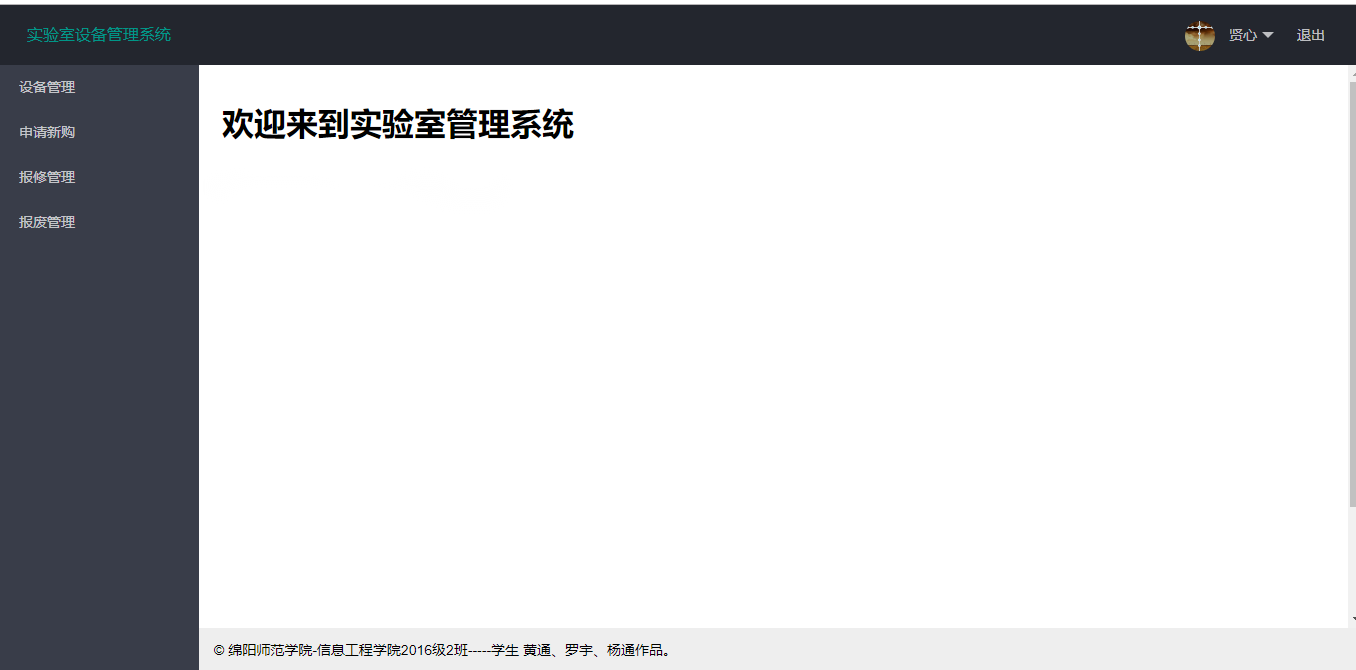 实验室设备管理系统
贤心
退出
设备管理
申请新购
报修管理
报废管理
欢迎来到实验室管理系统
© 绵阳师范学院-信息工程学院2016级2班-----学生 黄通、罗宇、杨通作品。